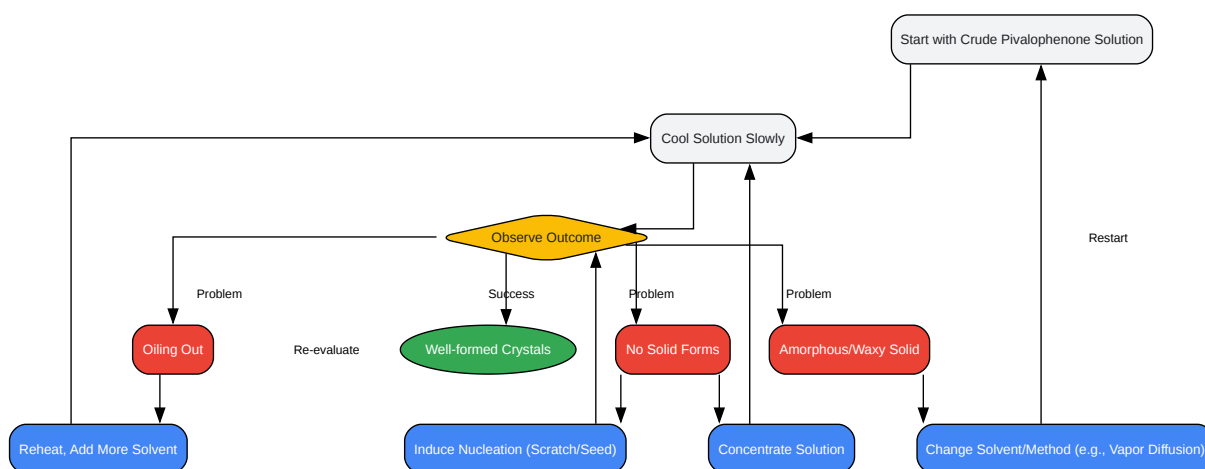 Start with Crude Pivalophenone Solution
Cool Solution Slowly
Observe Outcome
Restart
Problem
Success
Problem
Problem
Oiling Out
Re-evaluate
Well-formed Crystals
No Solid Forms
Amorphous/Waxy Solid
Reheat, Add More Solvent
Induce Nucleation (Scratch/Seed)
Concentrate Solution
Change Solvent/Method (e.g., Vapor Diffusion)